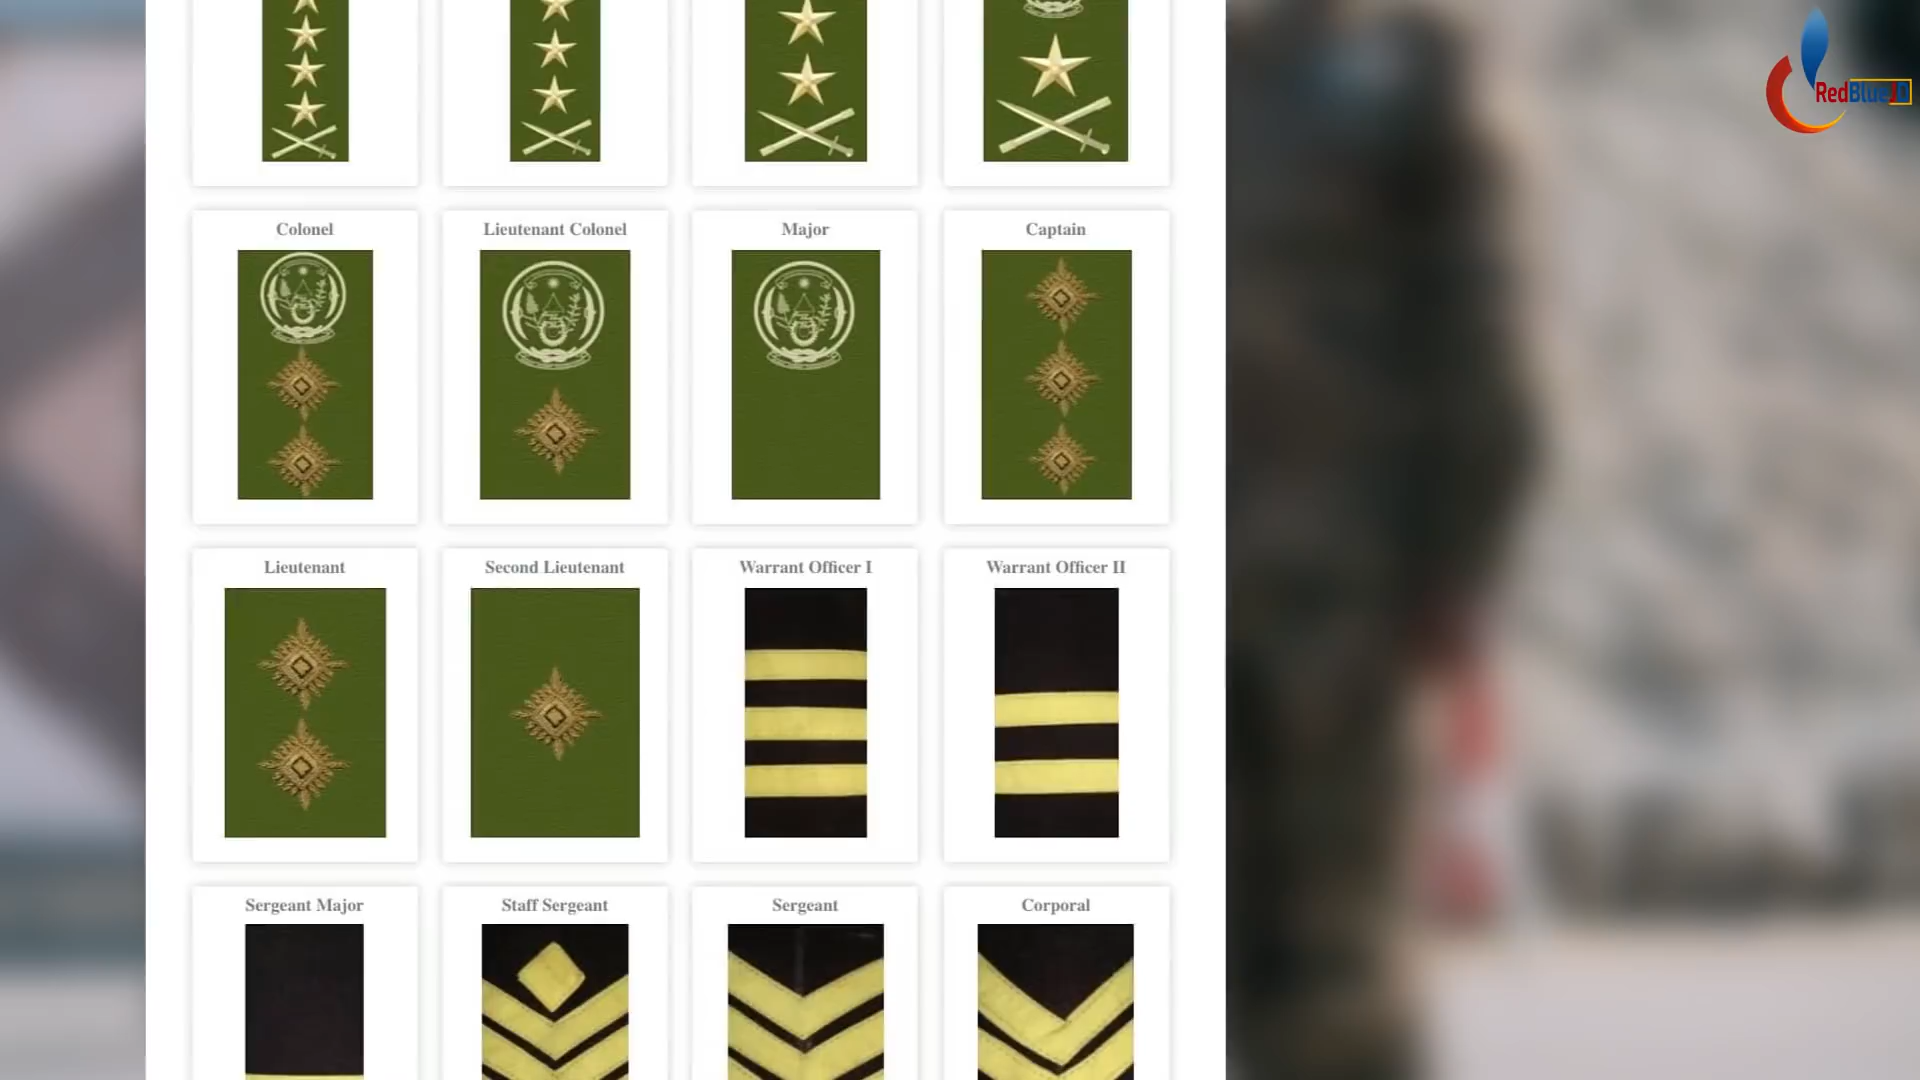 RedBlueJD
Colonel
Lieutenant Colonel
Major
Captain
Lieutenant
Second Lieutenant
Warrant Officer I
Warrant Officer II
Sergeant Major
Staff Sergeant
Sergeant
Corporal